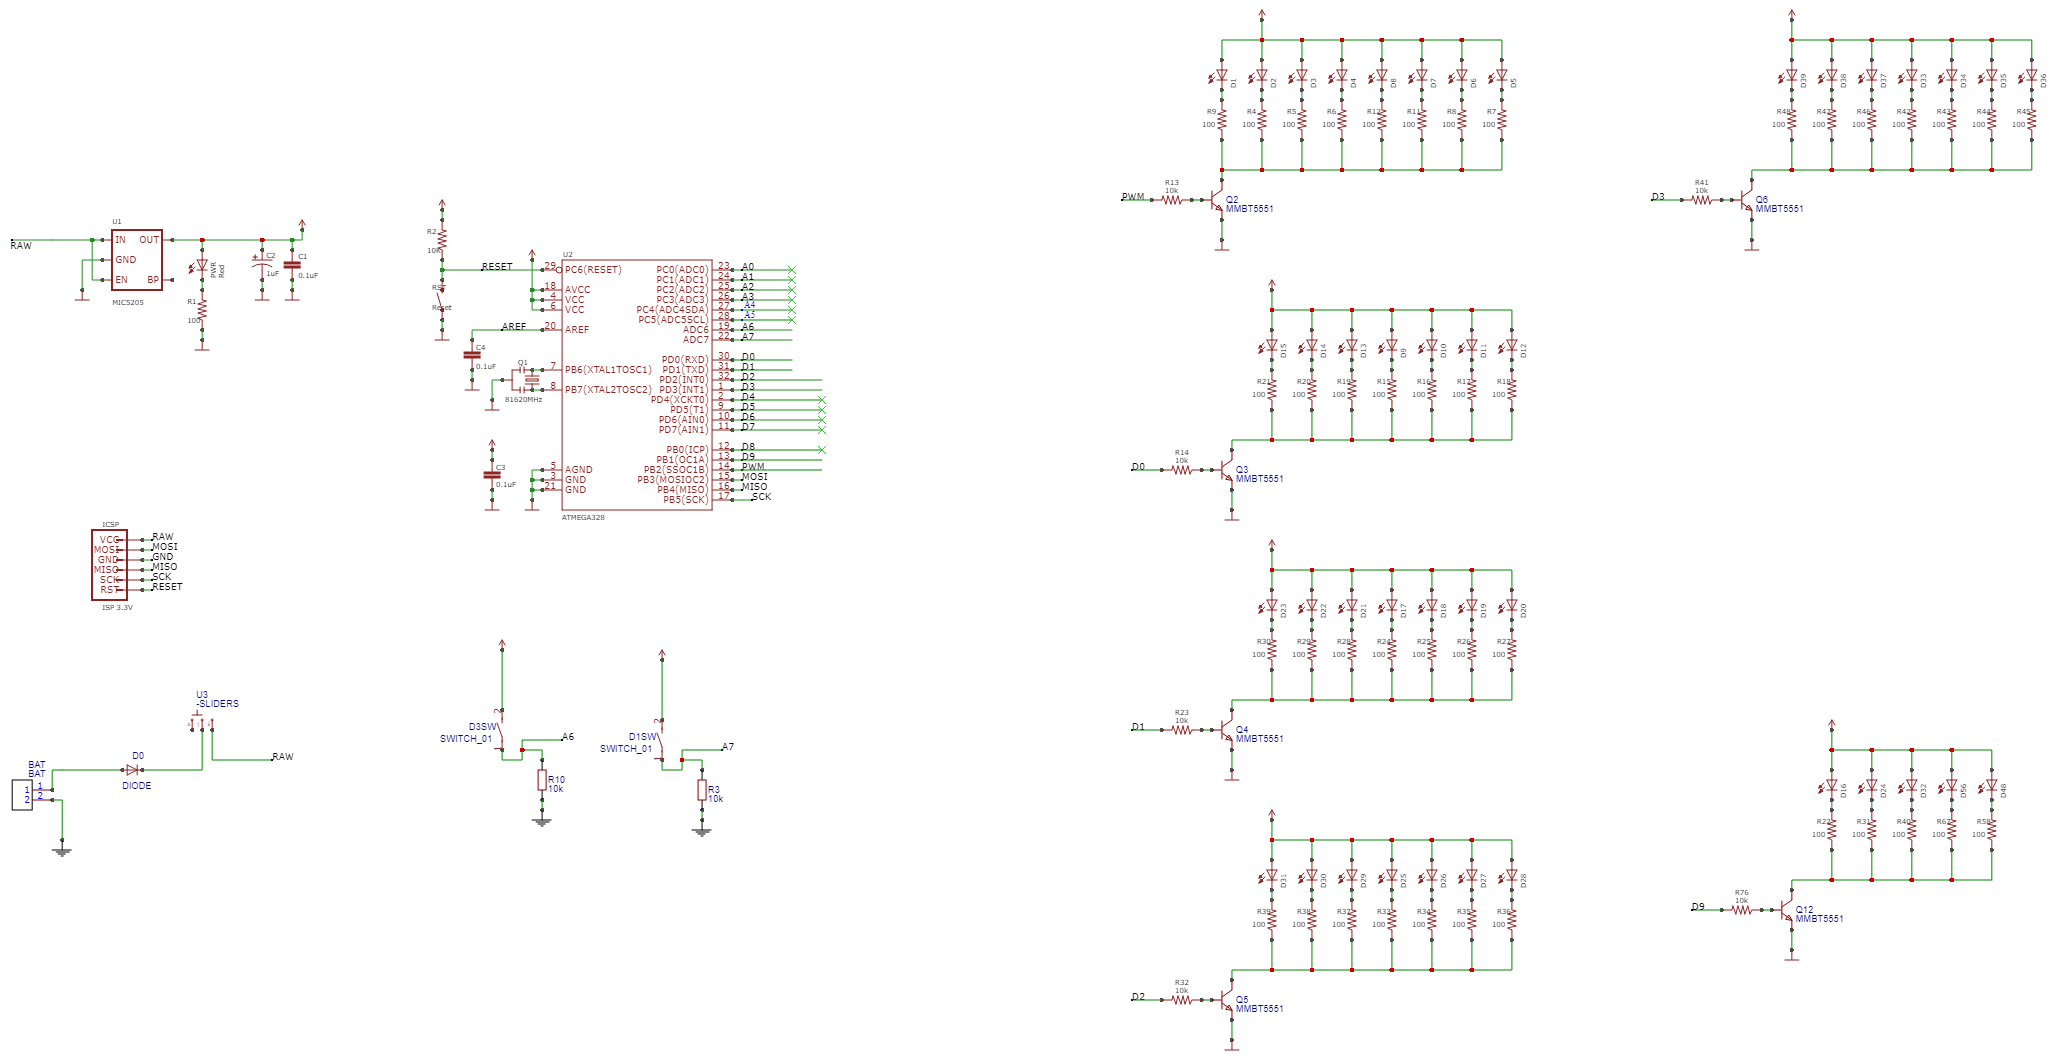 RAW
U1
IN
OUT
GND
EN
BP
MIC5205
PWR
Red
R1
100
C2
1uF
C1
0.1uF
R2
10k
RESET
Reset
AREF
C4
0.1uF
Q1
81620MHz
C3
0.1uF
U2
29 PC6(RESET)
18 AVCC
4 VCC
6 VCC
20 AREF
7 PB6(XTAL1TOSC1)
8 PB7(XTAL2TOSC2)
5 AGND
3 GND
21 GND
PC0(ADC0) 23 A0
PC1(ADC1) 24 A1
PC2(ADC2) 25 A2
PC3(ADC3) 26 A3
PC4(ADC4SDA) 27 A4
PC5(ADC5SCL) 28 A5
ADC6 19 A6
ADC7 22 A7
PD0(RXD) 30 D0
PD1(TXD) 31 D1
PD2(INT0) 32 D2
PD3(INT1) 1 D3
PD4(XCKT0) 2 D4
PD5(T1) 9 D5
PD6(AIN0) 10 D6
PD7(AIN1) 11 D7
PB0(ICP) 12 D8
PB1(OC1A) 13 D9
PB2(SSOC1B) 14 PWM
PB3(MOSIOC2) 15 MOSI
PB4(MISO) 16 MISO
PB5(SCK) 17 SCK
ATMEGA328
ICSP
VCC RAW
MOSI MOSI
GND GND
MISO MISO
SCK SCK
RST RESET
ISP 3.3V
U3
-SLIDERS
D0
DIODE
RAW
BAT
BAT
1 1
2 2
2
D3SW
SWITCH_01
1
A6
R10
10k
2
D1SW
SWITCH_01
1
A7
R3
10k
D1 D2 D3 D4 D8 D7 D6 D5
R9 R4 R5 R6 R12 R11 R8 R7
100 100 100 100 100 100 100 100
PWM
R13
10k
Q2
MMBT5551
D39 D38 D37 D33 D34 D35 D36
R48 R47 R46 R42 R43 R44 R45
100 100 100 100 100 100 100
D3
R41
10k
Q6
MMBT5551
D15 D14 D13 D9 D10 D11 D12
R21 R20 R19 R15 R16 R17 R18
100 100 100 100 100 100 100
D0
R14
10k
Q3
MMBT5551
D23 D22 D21 D17 D18 D19 D20
R30 R29 R28 R24 R25 R26 R27
100 100 100 100 100 100 100
D1
R23
10k
Q4
MMBT5551
D31 D30 D29 D25 D26 D27 D28
R39 R38 R37 R33 R34 R35 R36
100 100 100 100 100 100 100
D2
R32
10k
Q5
MMBT5551
D16 D24 D32 D56 D48
R22 R31 R40 R67 R58
100 100 100 100 100
D9
R76
10k
Q12
MMBT5551